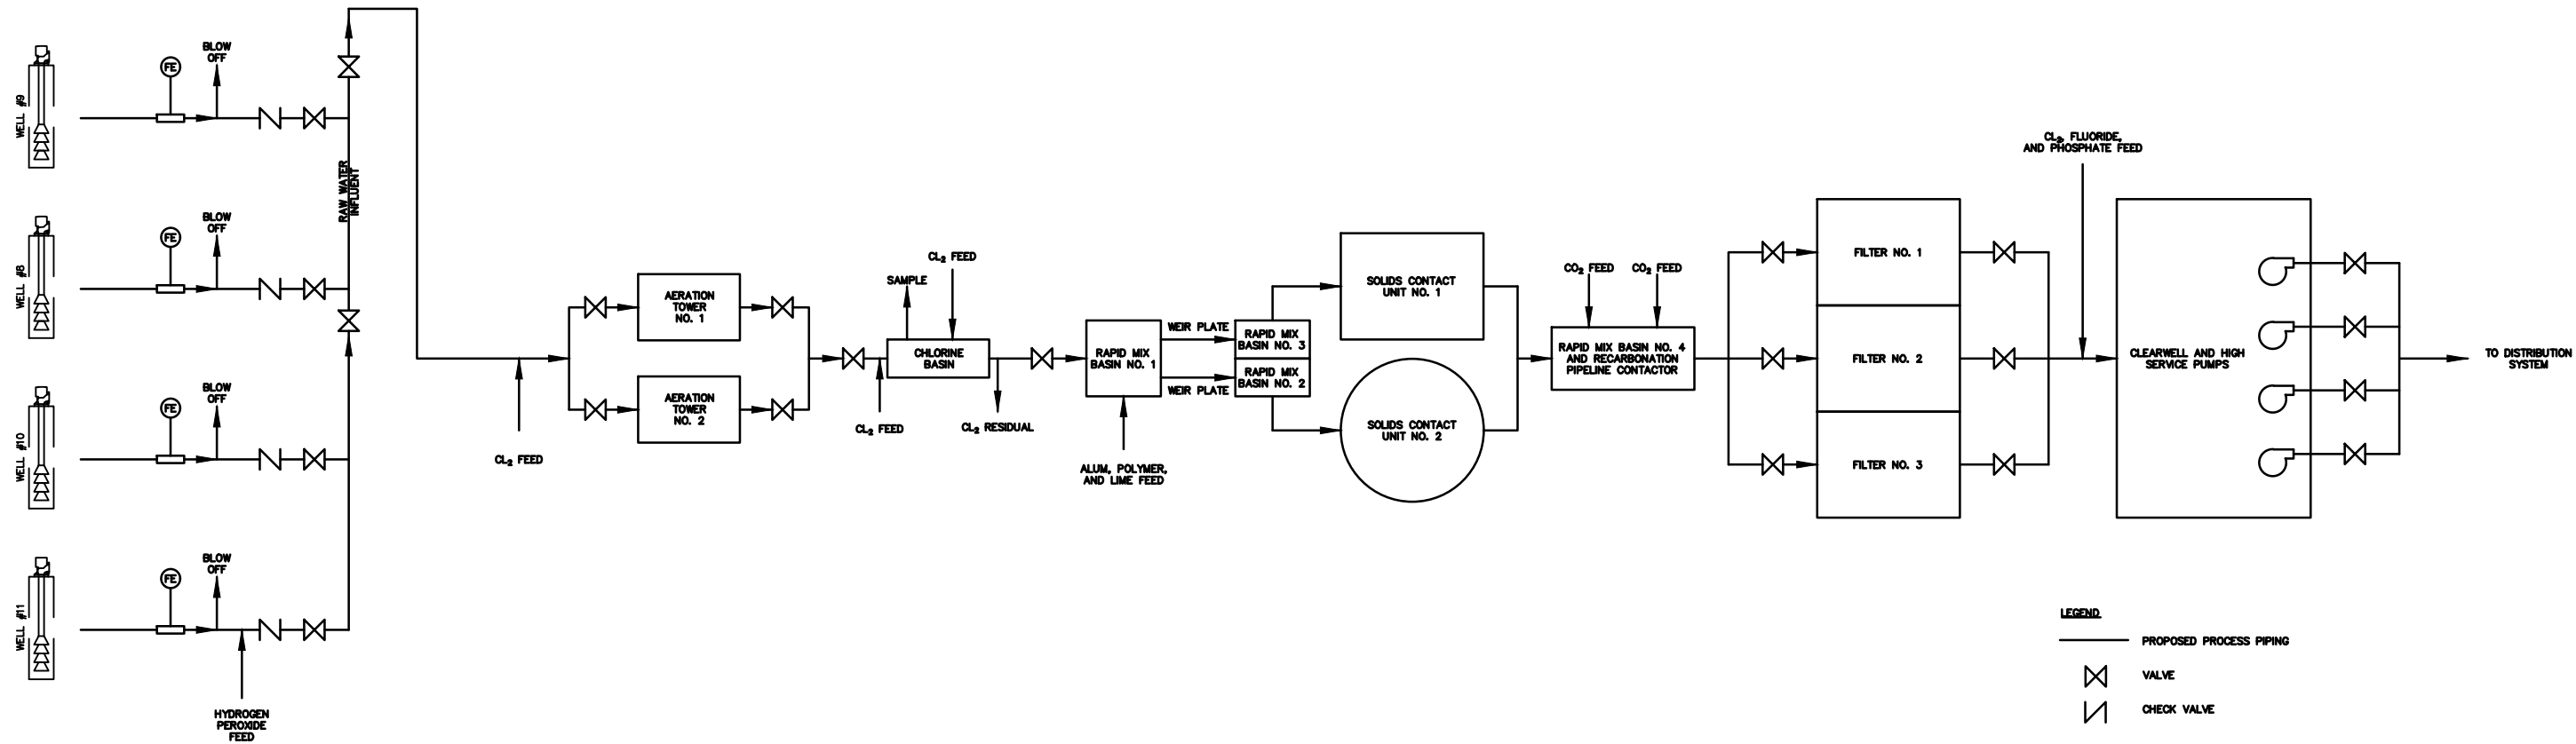 WELL #9
FE
BLOW
OFF
RAW WATER
INFLUENT
WELL #8
FE
BLOW
OFF
WELL #10
FE
BLOW
OFF
WELL #11
FE
BLOW
OFF
HYDROGEN
PEROXIDE
FEED
CL₂ FEED
AERATION
TOWER
NO. 1
AERATION
TOWER
NO. 2
SAMPLE
CL₂ FEED
CHLORINE
BASIN
CL₂ FEED
CL₂ RESIDUAL
RAPID MIX
BASIN NO. 1
ALUM, POLYMER,
AND LIME FEED
WEIR PLATE
WEIR PLATE
RAPID MIX
BASIN NO. 3
RAPID MIX
BASIN NO. 2
SOLIDS CONTACT
UNIT NO. 1
SOLIDS CONTACT
UNIT NO. 2
CO₂ FEED
CO₂ FEED
RAPID MIX BASIN NO. 4
AND RECARBONATION
PIPELINE CONTACTOR
FILTER NO. 1
FILTER NO. 2
FILTER NO. 3
CL₂, FLUORIDE,
AND PHOSPHATE FEED
CLEARWELL AND HIGH
SERVICE PUMPS
TO DISTRIBUTION
SYSTEM
LEGEND
PROPOSED PROCESS PIPING
VALVE
CHECK VALVE